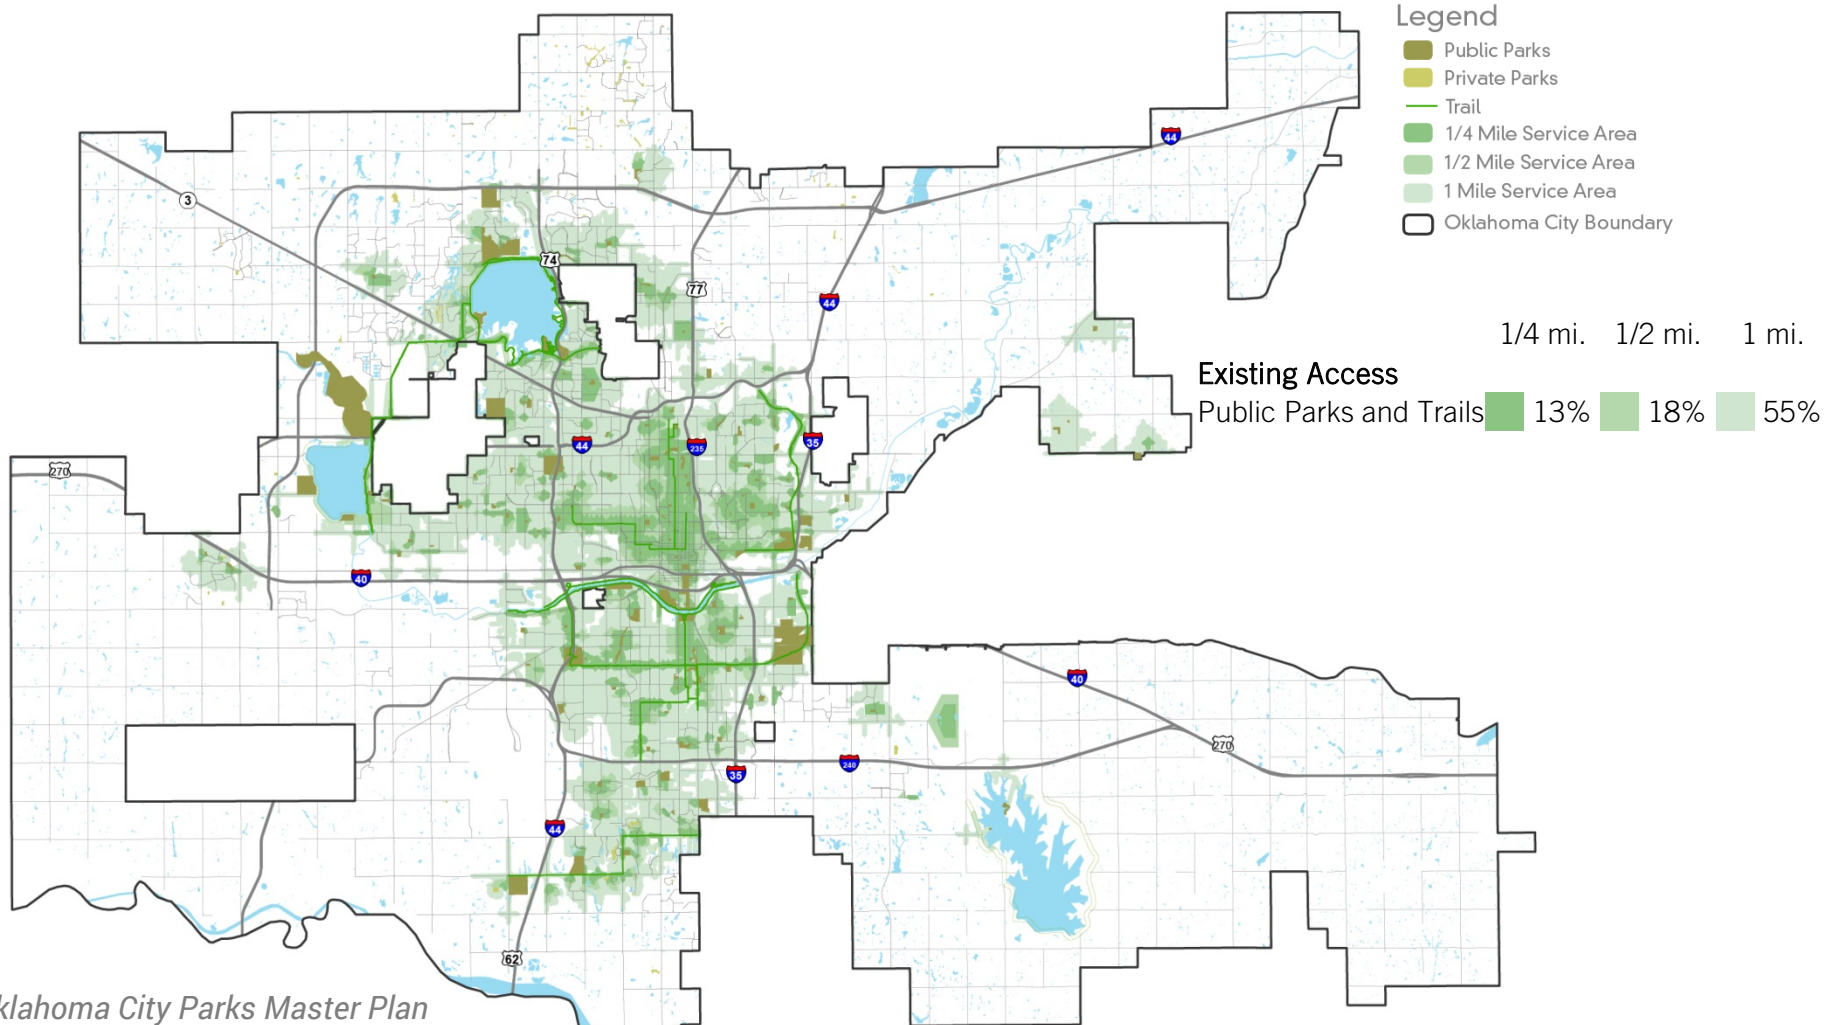 Legend
Public Parks
Private Parks
Trail
1/4 Mile Service Area
1/2 Mile Service Area
1 Mile Service Area
Oklahoma City Boundary
44
3
74
77
44
1/4 mi. 1/2 mi. 1 mi.
Existing Access
Public Parks and Trails 13% 18% 55%
44
235
35
270
40
40
270
35
240
44
62
klahoma City Parks Master Plan